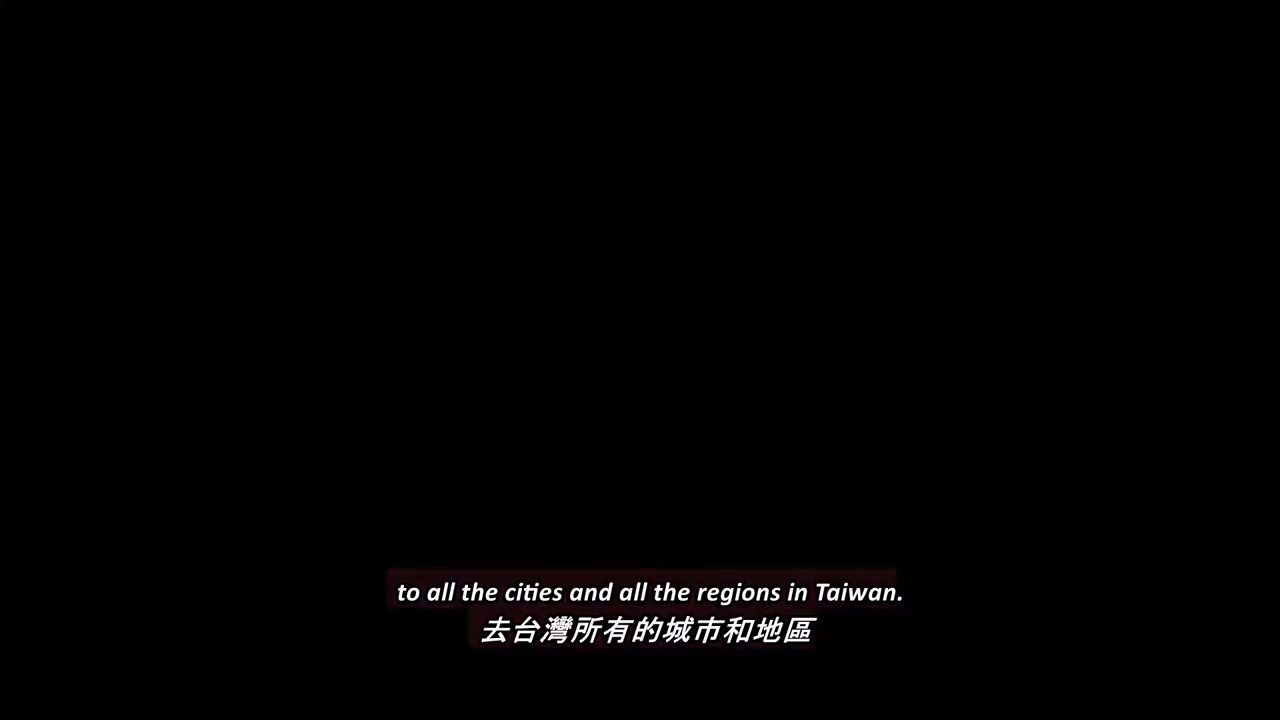 to all the cities and all the regions in Taiwan.
去台灣所有的城市和地區